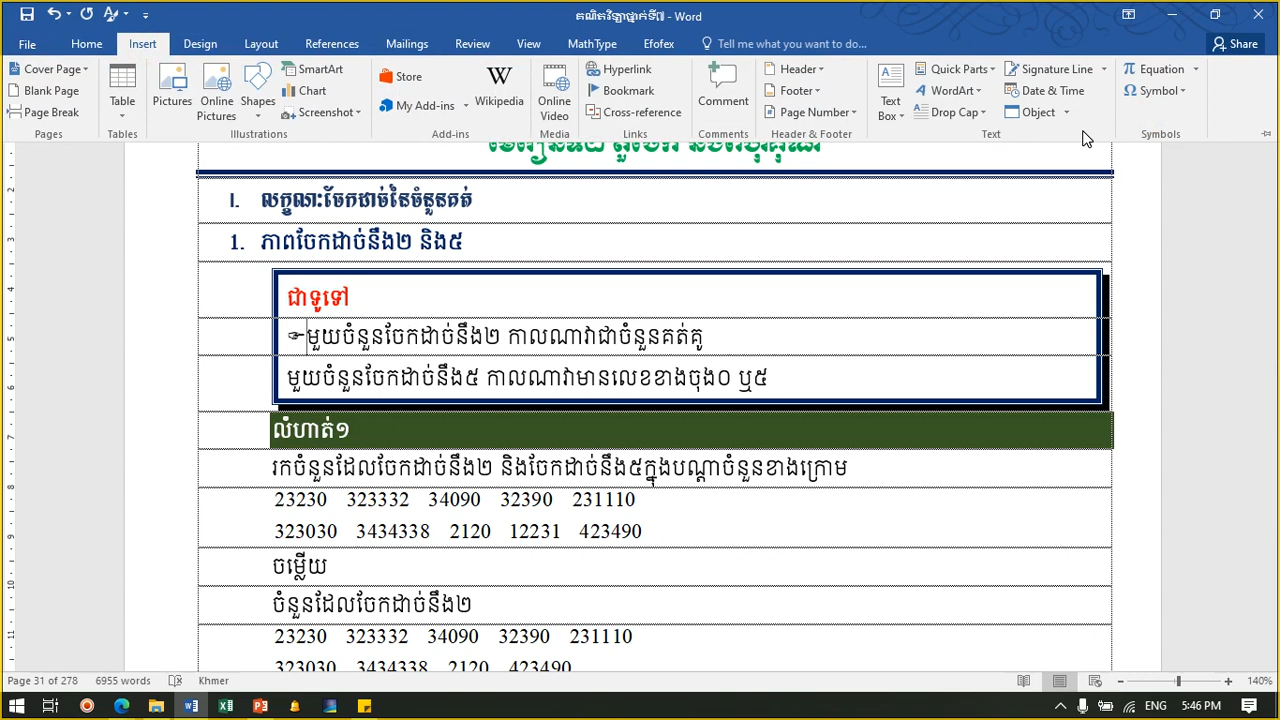 គណិតវិទ្យាថ្នាក់ទី៧ - Word
File Home Insert Design Layout References Mailings Review View MathType Efofex Tell me what you want to do... Share
Cover Page
Blank Page
Page Break
Pages
Table
Tables
Pictures
Online Pictures
Shapes
SmartArt
Chart
Screenshot
Illustrations
Store
My Add-ins
Wikipedia
Add-ins
Online Video
Media
Hyperlink
Bookmark
Cross-reference
Links
Comment
Comments
Header
Footer
Page Number
Header & Footer
Text Box
Quick Parts
WordArt
Drop Cap
Signature Line
Date & Time
Object
Text
Equation
Symbol
Symbols
I. លក្ខណៈចែកដាច់នៃចំនួនគត់
1. ភាពចែកដាច់នឹង២ និង៥
ជាទូទៅ
☞មួយចំនួនចែកដាច់នឹង២ កាលណាវាជាចំនួនគត់គូ
មួយចំនួនចែកដាច់នឹង៥ កាលណាវាមានលេខខាងចុង០ ឬ៥
លំហាត់១
រកចំនួនដែលចែកដាច់នឹង២ និងចែកដាច់នឹង៥ក្នុងបណ្តាចំនួនខាងក្រោម
23230 323332 34090 32390 231110
323030 3434338 2120 12231 423490
ចម្លើយ
ចំនួនដែលចែកដាច់នឹង២
23230 323332 34090 32390 231110
323030 3434338 2120 423490
Page 31 of 278 6955 words Khmer 140%
ENG 5:46 PM